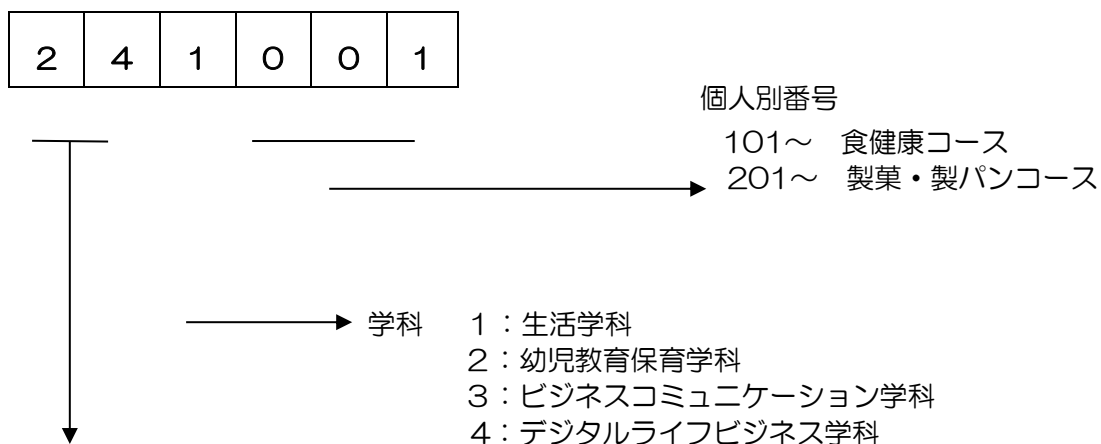 ２ ４ １ ０ ０ １
個人別番号
１０１～ 食健康コース
２０１～ 製菓・製パンコース
学科 １：生活学科
２：幼児教育保育学科
３：ビジネスコミュニケーション学科
４：デジタルライフビジネス学科